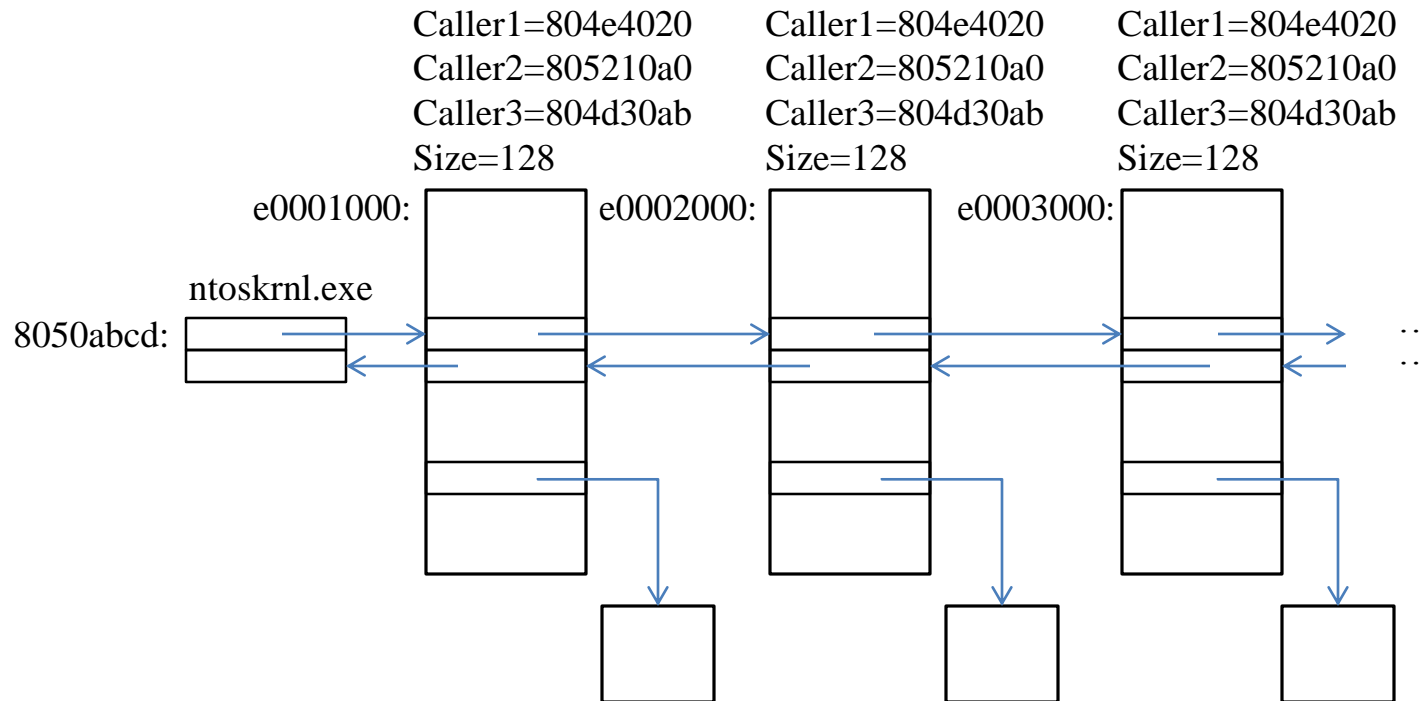 Caller1=804e4020
Caller2=805210a0
Caller3=804d30ab
Size=128
Caller1=804e4020
Caller2=805210a0
Caller3=804d30ab
Size=128
Caller1=804e4020
Caller2=805210a0
Caller3=804d30ab
Size=128
e0001000:
e0002000:
e0003000:
ntoskrnl.exe
8050abcd:
..
..